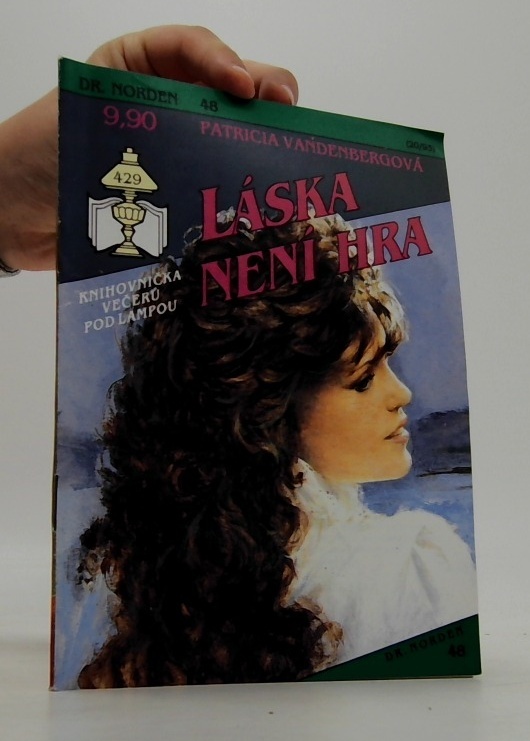 DR. NORDEN 48
9,90
PATRICIA VANDENBERGOVÁ
429
LÁSKA
NENÍ HRA
KNIHOVNIČKA
VEČERŮ
POD LAMPOU
DR NORDEN
48